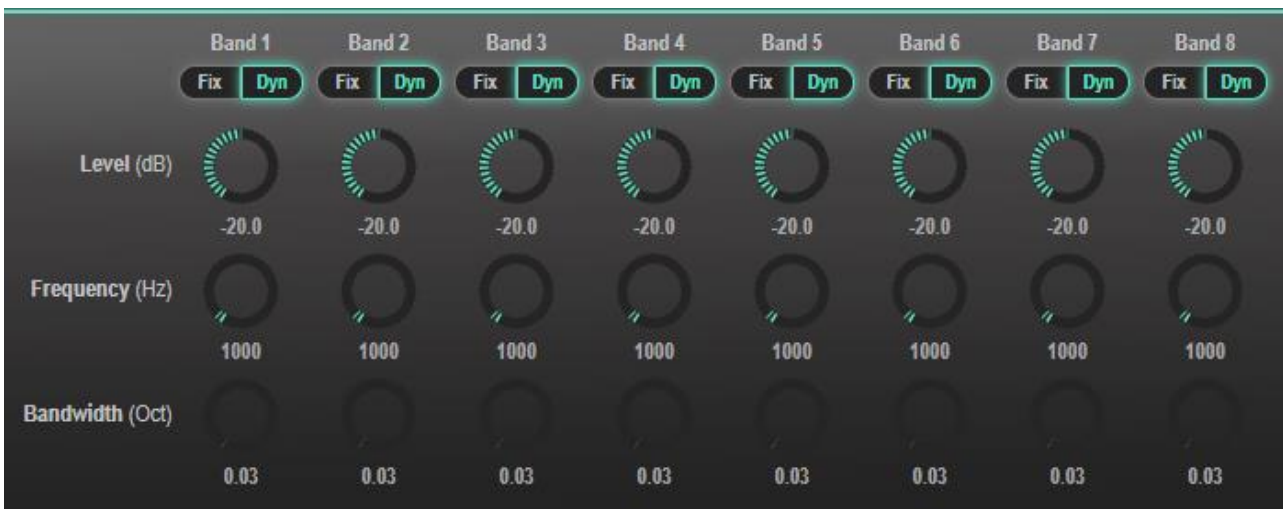 Band 1 Band 2 Band 3 Band 4 Band 5 Band 6 Band 7 Band 8
Fix Dyn Fix Dyn Fix Dyn Fix Dyn Fix Dyn Fix Dyn Fix Dyn Fix Dyn
Level (dB)
-20.0 -20.0 -20.0 -20.0 -20.0 -20.0 -20.0 -20.0
Frequency (Hz)
1000 1000 1000 1000 1000 1000 1000 1000
Bandwidth (Oct)
0.03 0.03 0.03 0.03 0.03 0.03 0.03 0.03